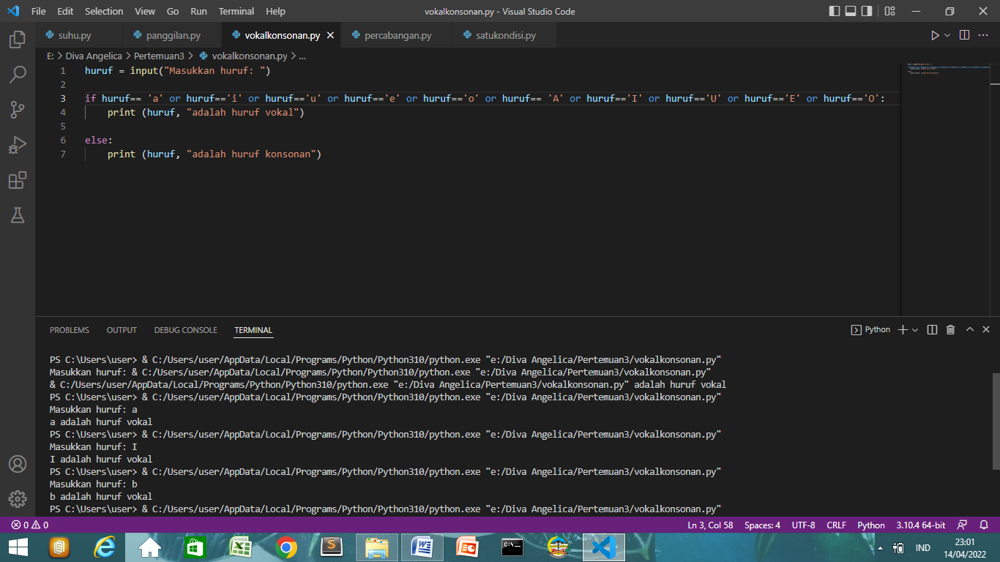 File Edit Selection View Go Run Terminal Help vokalkonsonan.py - Visual Studio Code
suhu.py panggilan.py vokalkonsonan.py percabangan.py satukondisi.py
E: > Diva Angelica > Pertemuan3 > vokalkonsonan.py > ...
1 huruf = input("Masukkan huruf: ")
2
3 if huruf== 'a' or huruf=='i' or huruf=='u' or huruf=='e' or huruf=='o' or huruf== 'A' or huruf=='I' or huruf=='U' or huruf=='E' or huruf=='O':
4 print (huruf, "adalah huruf vokal")
5
6 else:
7 print (huruf, "adalah huruf konsonan")
PROBLEMS OUTPUT DEBUG CONSOLE TERMINAL Python
PS C:\Users\user> & C:/Users/user/AppData/Local/Programs/Python/Python310/python.exe "e:/Diva Angelica/Pertemuan3/vokalkonsonan.py"
Masukkan huruf: & C:/Users/user/AppData/Local/Programs/Python/Python310/python.exe "e:/Diva Angelica/Pertemuan3/vokalkonsonan.py"
& C:/Users/user/AppData/Local/Programs/Python/Python310/python.exe "e:/Diva Angelica/Pertemuan3/vokalkonsonan.py" adalah huruf vokal
PS C:\Users\user> & C:/Users/user/AppData/Local/Programs/Python/Python310/python.exe "e:/Diva Angelica/Pertemuan3/vokalkonsonan.py"
Masukkan huruf: a
a adalah huruf vokal
PS C:\Users\user> & C:/Users/user/AppData/Local/Programs/Python/Python310/python.exe "e:/Diva Angelica/Pertemuan3/vokalkonsonan.py"
Masukkan huruf: I
I adalah huruf vokal
PS C:\Users\user> & C:/Users/user/AppData/Local/Programs/Python/Python310/python.exe "e:/Diva Angelica/Pertemuan3/vokalkonsonan.py"
Masukkan huruf: b
b adalah huruf vokal
PS C:\Users\user> & C:/Users/user/AppData/Local/Programs/Python/Python310/python.exe "e:/Diva Angelica/Pertemuan3/vokalkonsonan.py"
0 0 Ln 3, Col 58 Spaces: 4 UTF-8 CRLF Python 3.10.4 64-bit
IND 23:01
14/04/2022